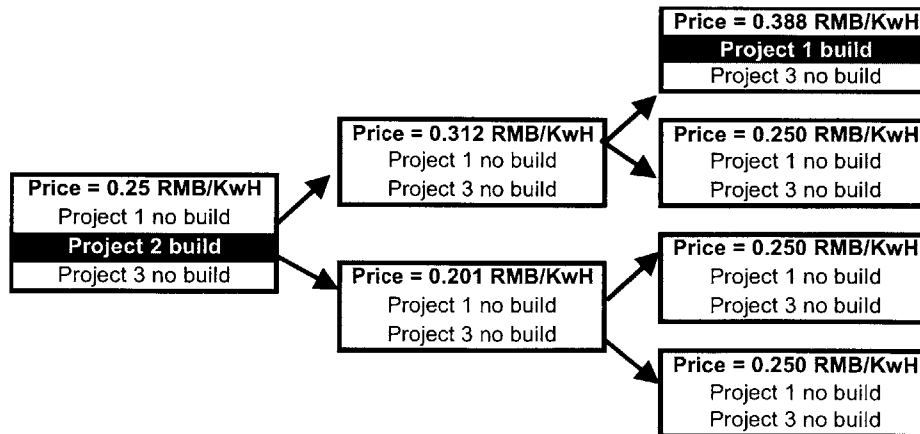 Price = 0.25 RMB/KwH
Project 1 no build
Project 2 build
Project 3 no build
Price = 0.312 RMB/KwH
Project 1 no build
Project 3 no build
Price = 0.201 RMB/KwH
Project 1 no build
Project 3 no build
Price = 0.388 RMB/KwH
Project 1 build
Project 3 no build
Price = 0.250 RMB/KwH
Project 1 no build
Project 3 no build
Price = 0.250 RMB/KwH
Project 1 no build
Project 3 no build
Price = 0.250 RMB/KwH
Project 1 no build
Project 3 no build